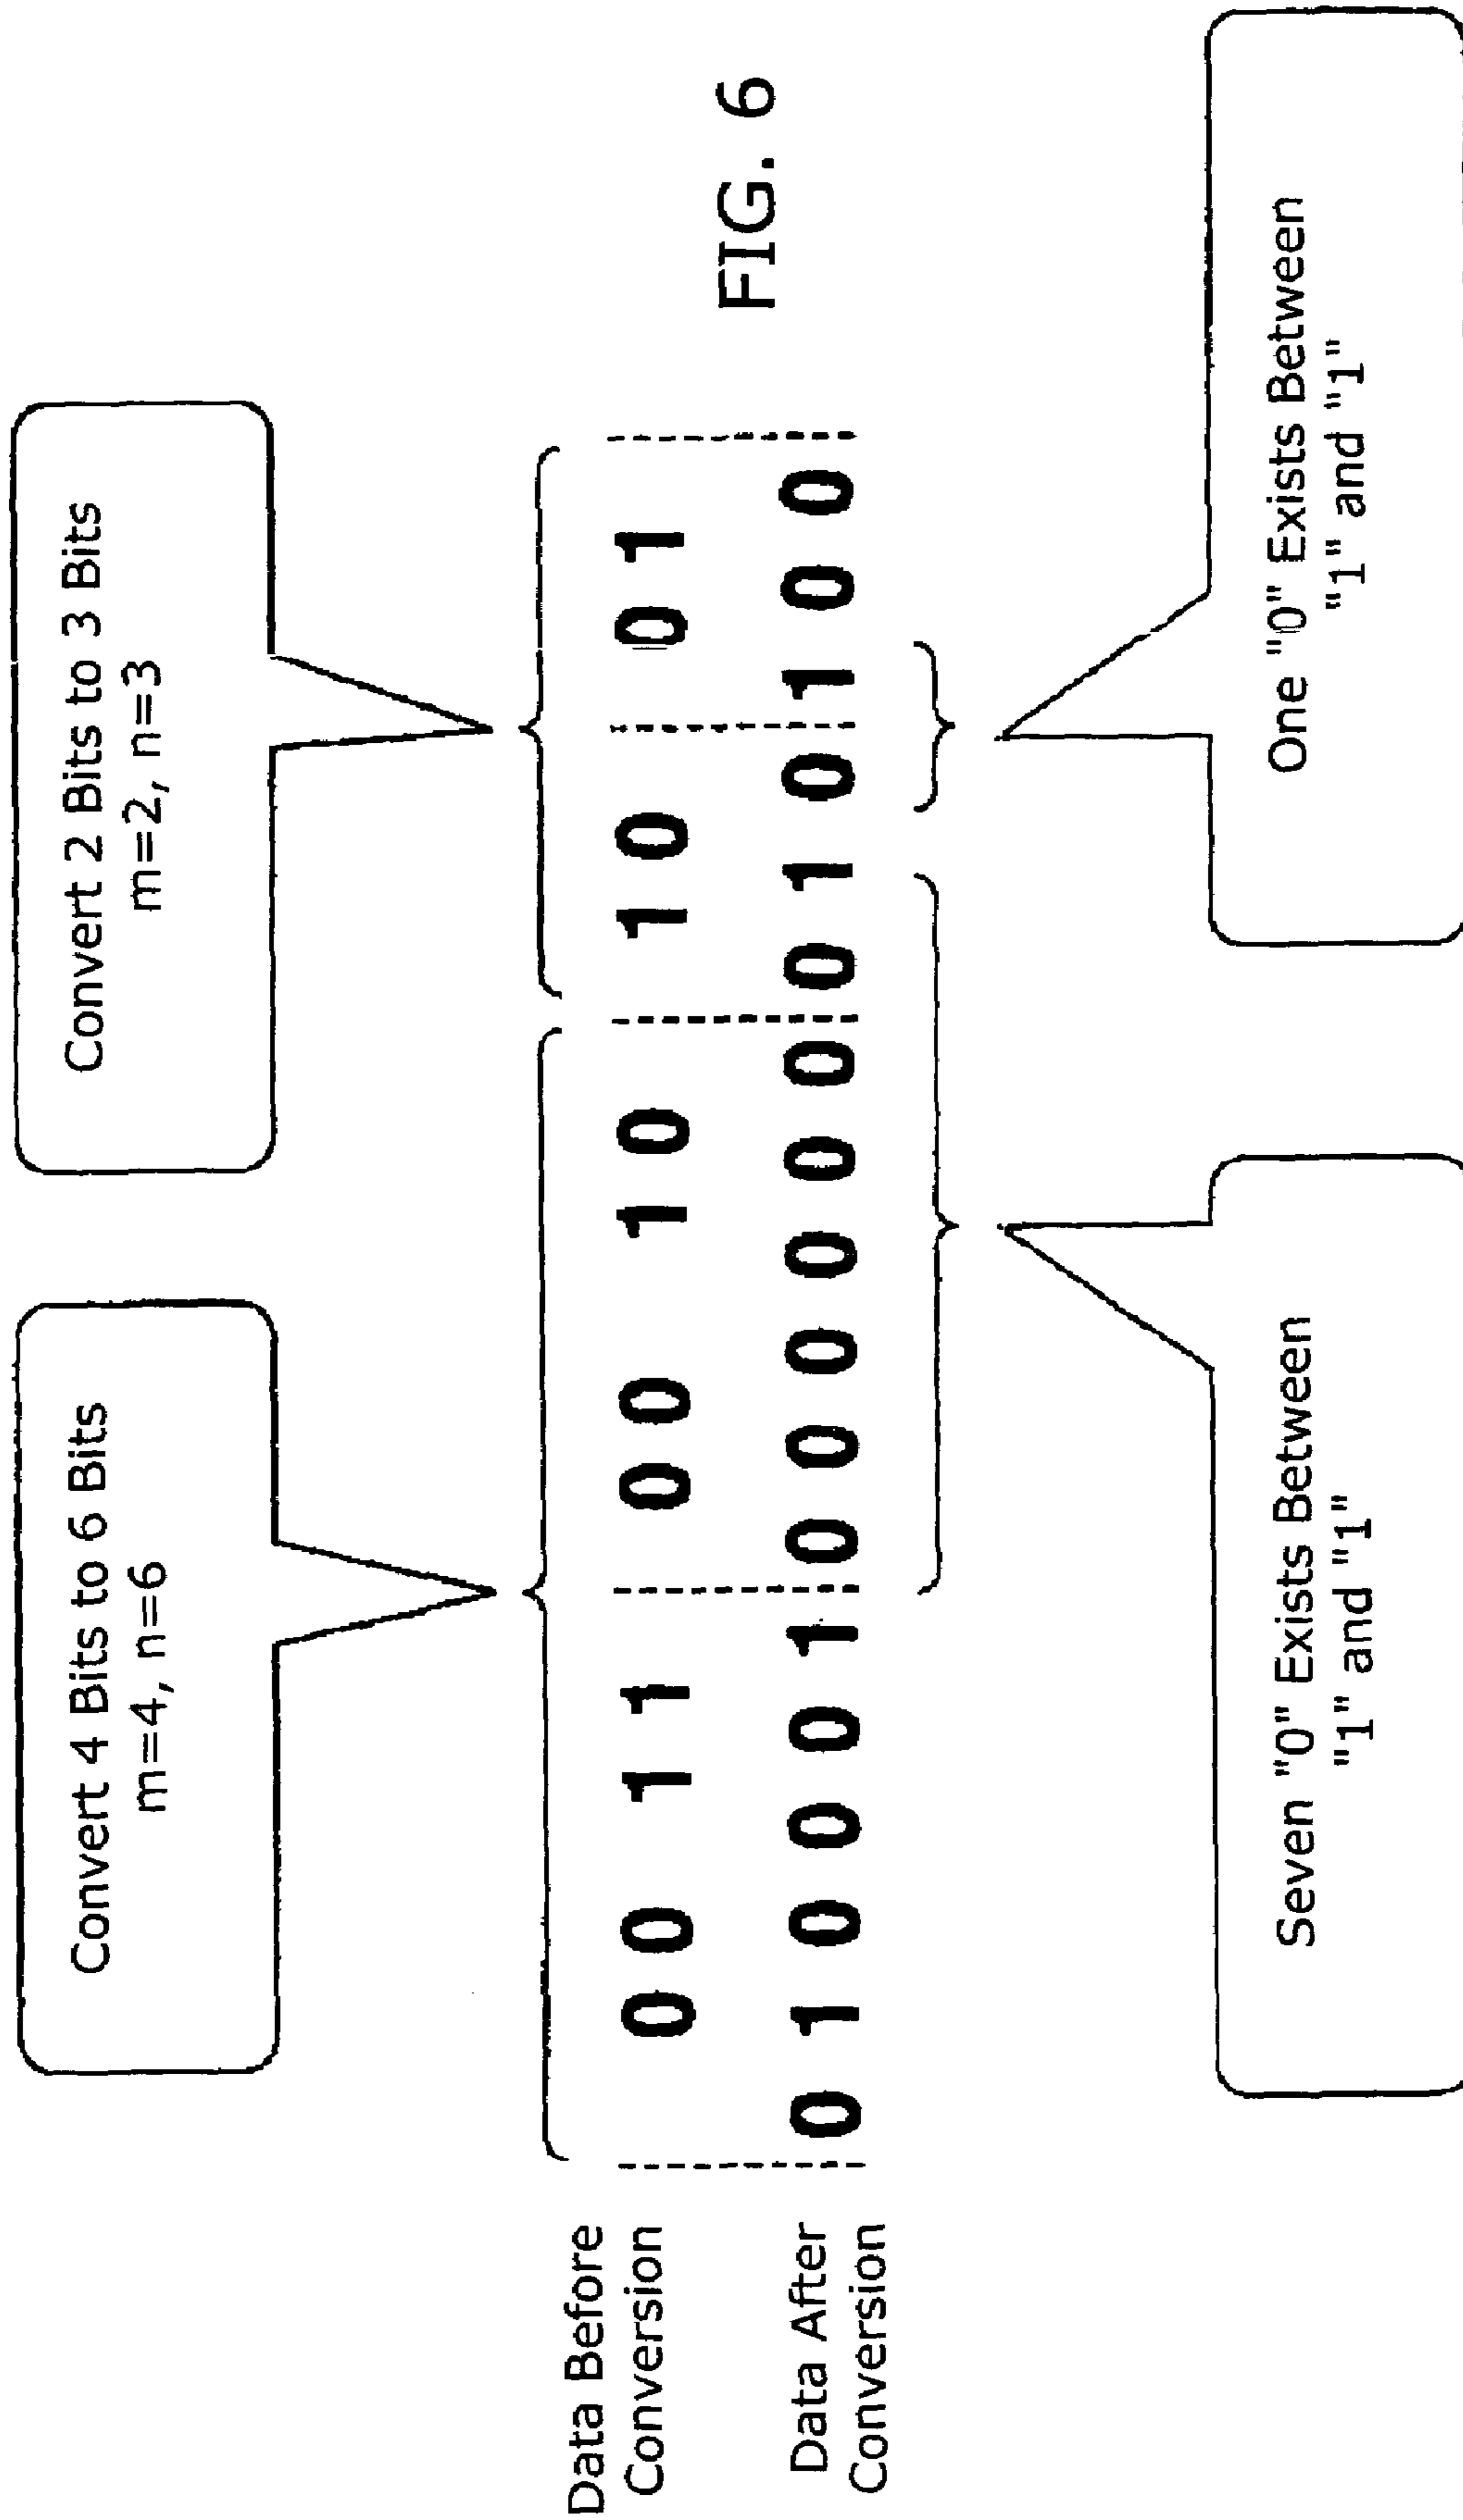 Convert 4 Bits to 6 Bits
m=4, n=6
Convert 2 Bits to 3 Bits
m=2, n=3
Data Before
Conversion
0 0 1 1 0 0 1 0 1 0 0 1
Data After
Conversion
0 1 0 0 0 1 0 0 0 0 0 0 0 1 0 1 0 0
FIG. 6
Seven "0" Exists Between
"1" and "1"
One "0" Exists Between
"1" and "1"